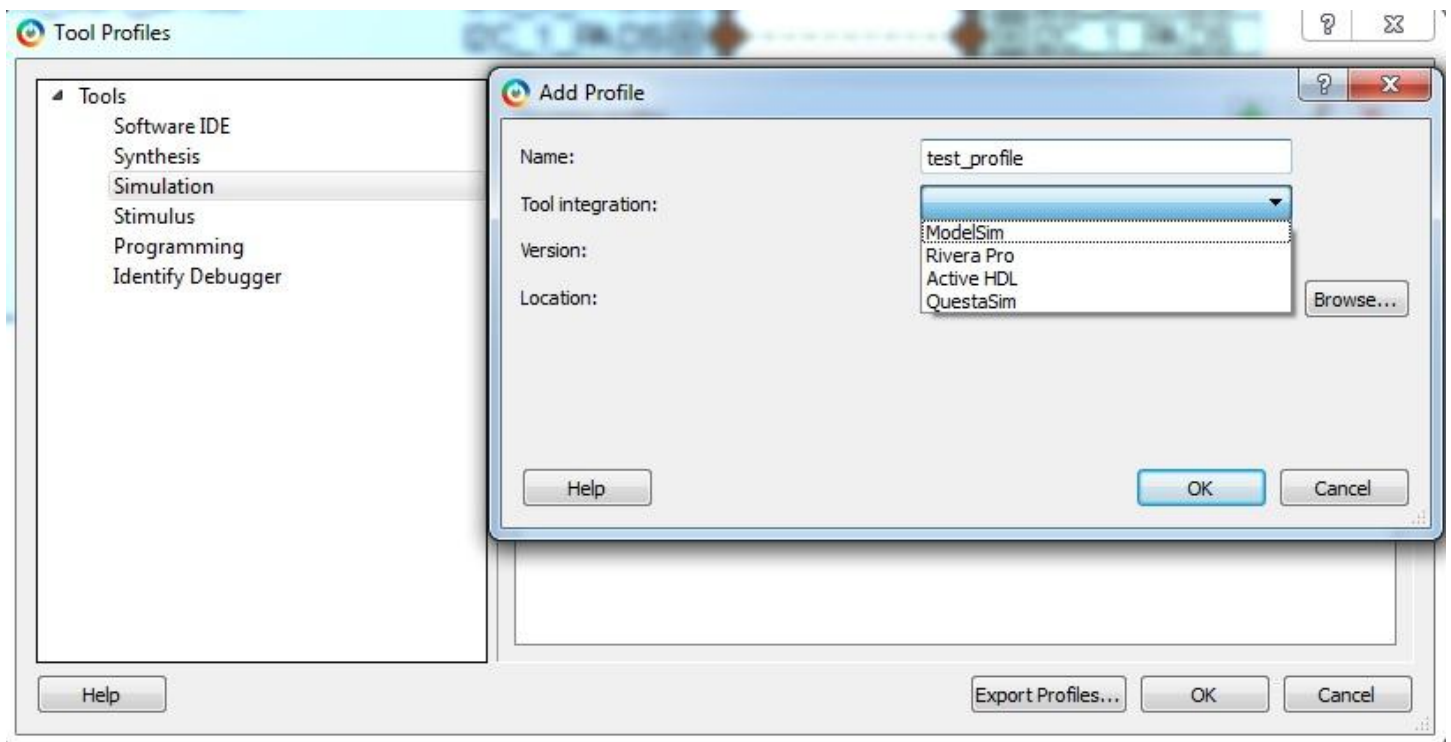 Tool Profiles
Tools
Software IDE
Synthesis
Simulation
Stimulus
Programming
Identify Debugger
Add Profile
Name: test_profile
Tool integration:
ModelSim
Rivera Pro
Active HDL
QuestaSim
Version:
Location: Browse...
Help OK Cancel
Help Export Profiles... OK Cancel